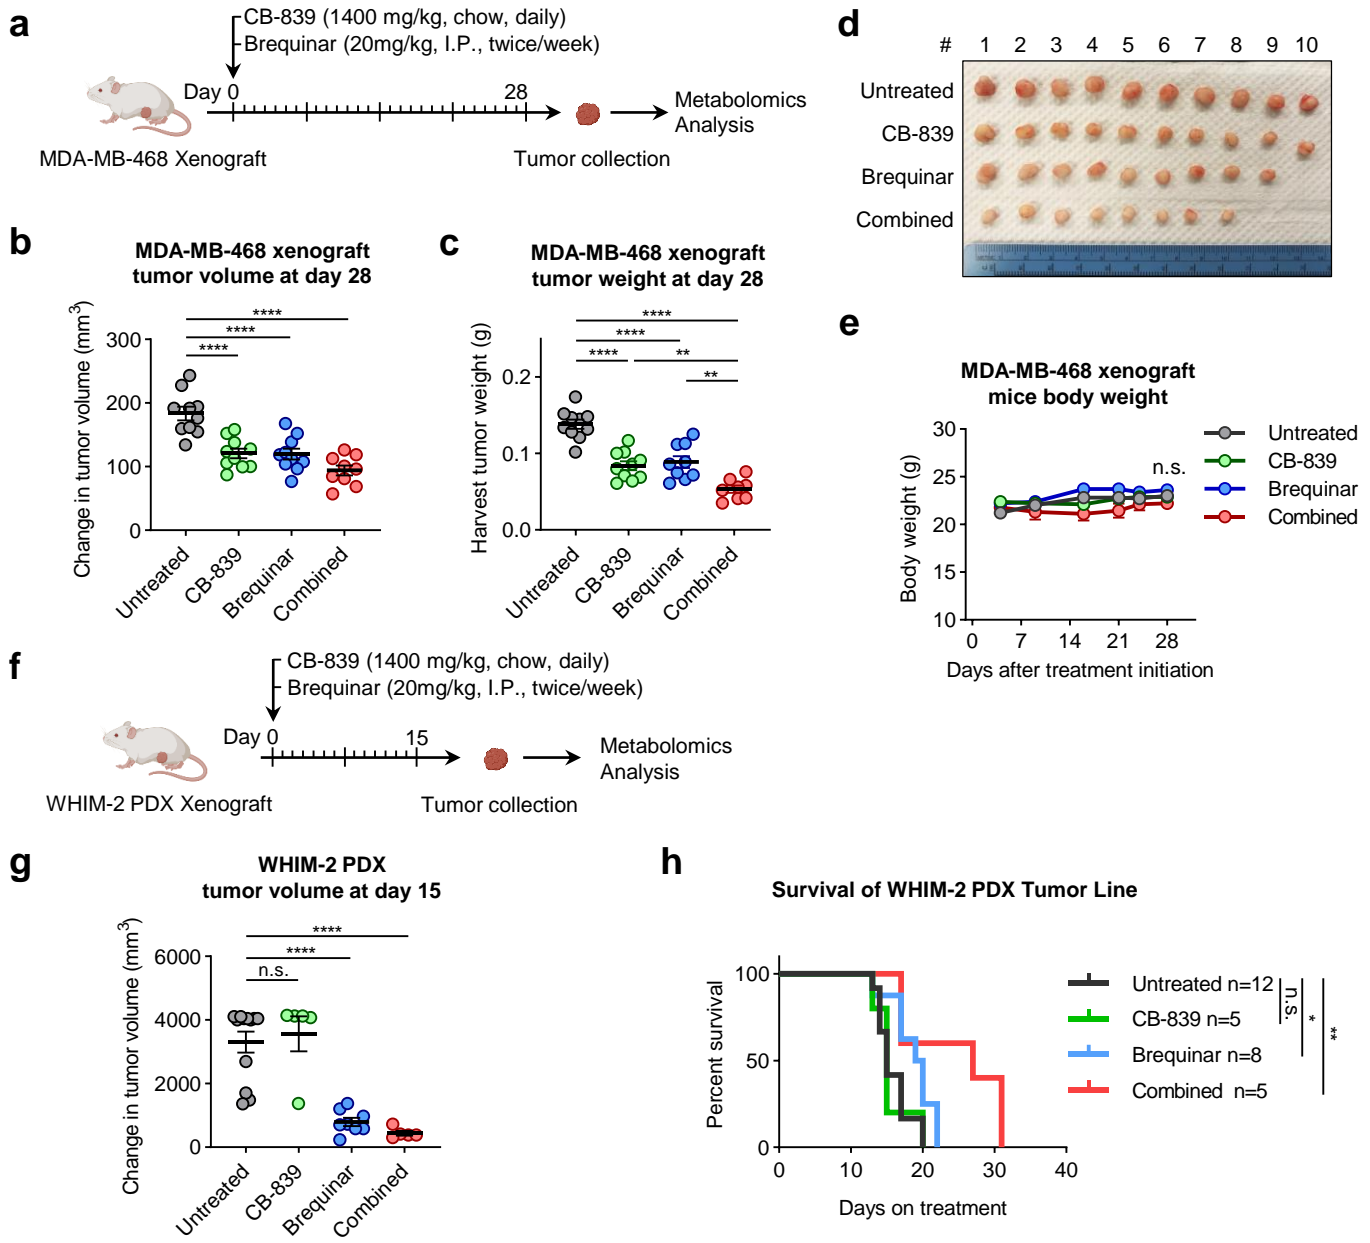 a
CB-839 (1400 mg/kg, chow, daily)
Brequinar (20mg/kg, I.P., twice/week)
Day 0
28
MDA-MB-468 Xenograft
Tumor collection
Metabolomics
Analysis
b
MDA-MB-468 xenograft
tumor volume at day 28
Change in tumor volume (mm3)
300
200
100
0
****
****
****
Untreated
CB-839
Brequinar
Combined
c
MDA-MB-468 xenograft
tumor weight at day 28
Harvest tumor weight (g)
0.2
0.1
0.0
****
****
****
**
**
Untreated
CB-839
Brequinar
Combined
d
# 1 2 3 4 5 6 7 8 9 10
Untreated
CB-839
Brequinar
Combined
e
MDA-MB-468 xenograft
mice body weight
Body weight (g)
30
25
20
15
10
n.s.
0 7 14 21 28
Days after treatment initiation
Untreated
CB-839
Brequinar
Combined
f
CB-839 (1400 mg/kg, chow, daily)
Brequinar (20mg/kg, I.P., twice/week)
Day 0
15
WHIM-2 PDX Xenograft
Tumor collection
Metabolomics
Analysis
g
WHIM-2 PDX
tumor volume at day 15
Change in tumor volume (mm3)
6000
4000
2000
0
****
****
n.s.
Untreated
CB-839
Brequinar
Combined
h
Survival of WHIM-2 PDX Tumor Line
Percent survival
100
50
0
0 10 20 30 40
Days on treatment
Untreated n=12
CB-839 n=5
Brequinar n=8
Combined n=5
n.s.
*
**